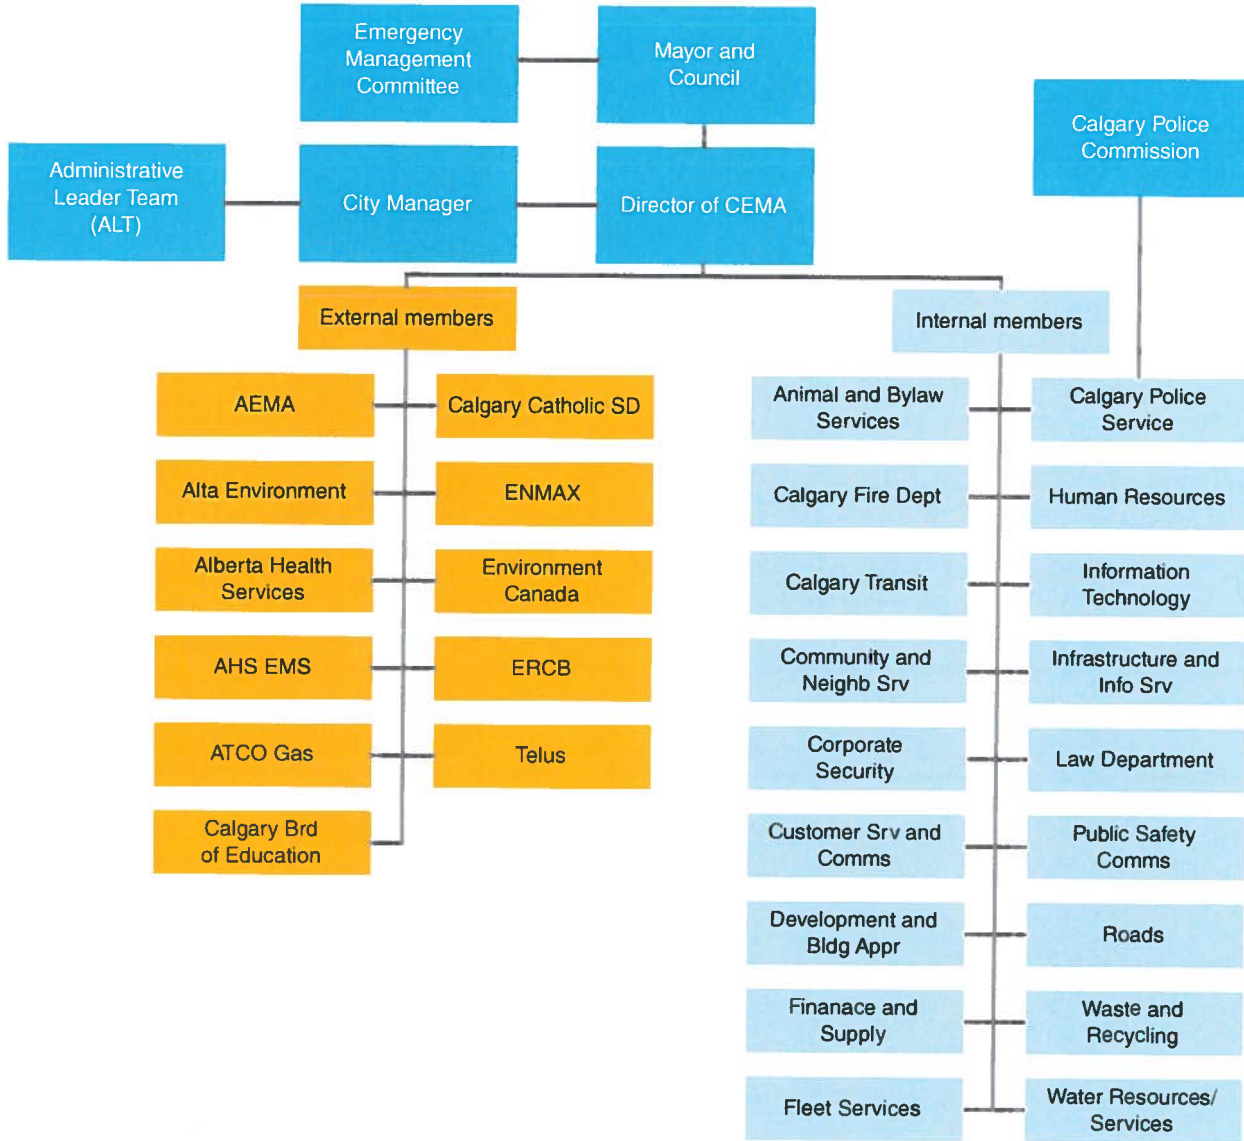 Emergency
Management
Committee
Mayor and
Council
Calgary Police
Commission
Administrative
Leader Team
(ALT)
City Manager
Director of CEMA
External members
Internal members
AEMA
Calgary Catholic SD
Alta Environment
ENMAX
Alberta Health
Services
Environment
Canada
AHS EMS
ERCB
ATCO Gas
Telus
Calgary Brd
of Education
Animal and Bylaw
Services
Calgary Police
Service
Calgary Fire Dept
Human Resources
Calgary Transit
Information
Technology
Community and
Neighb Srv
Infrastructure and
Info Srv
Corporate
Security
Law Department
Customer Srv and
Comms
Public Safety
Comms
Development and
Bldg Appr
Roads
Finanace and
Supply
Waste and
Recycling
Fleet Services
Water Resources/
Services